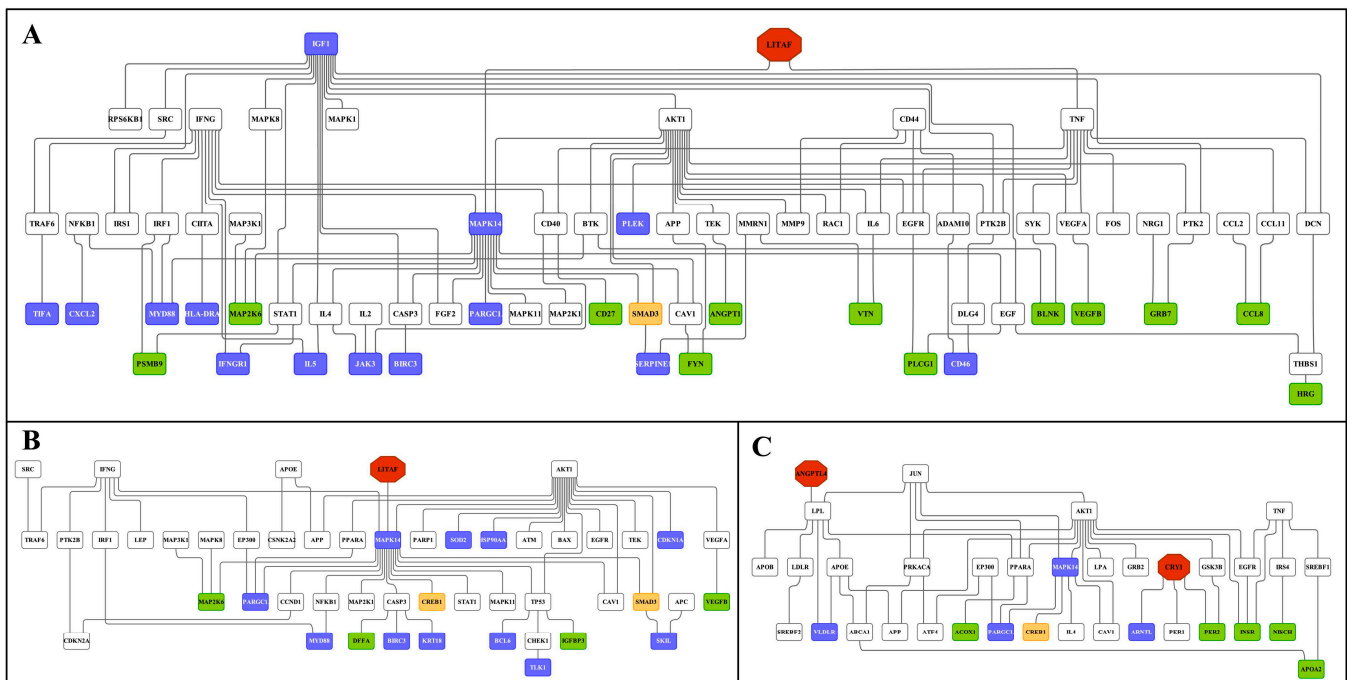 A
IGF1 LITAF
RPS6KB1 SRC IFNG MAPK8 MAPK1 AKT1 CD44 TNF
TRAF6 NFKB1 IRS1 IRF1 CIITA MAP3K1 MAPK14 CD40 BTK PLEK APP TEK MMRN1 MMP9 RAC1 IL6 EGFR ADAM10 PTK2B SYK VEGFA FOS NRG1 PTK2 CCL2 CCL11 DCN
TIFA CXCL2 MYD88 HLA-DRA MAP2K6 STAT1 IL4 IL2 CASP3 FGF2 PARGC1 MAPK11 MAP2K1 CD27 SMAD3 CAV1 ANGPT1 VTN DLG4 EGF BLNK VEGFB GRB7 CCL8
PSMB9 IFNGR1 IL5 JAK3 BIRC3 SERPINE1 FYN PLCG1 CD46 THBS1
HRG
B
SRC IFNG APOE LITAF AKT1
TRAF6 PTK2B IRF1 LEP MAP3K1 MAPK8 EP300 CSNK2A2 APP PPARA MAPK14 PARP1 SOD2 HSP90AA ATM BAX EGFR TEK CDKN1A VEGFA
MAP2K6 PARGC1 CCND1 NFKB1 MAP2K1 CASP3 CREB1 STAT1 MAPK11 TP53 CAV1 SMAD3 APC VEGFB
CDKN2A MYD88 DFFA BIRC3 KRT18 BCL6 CHEK1 IGFBP3 SKIL
TLK1
C
ANGPTL4 JUN
LPL AKT1 TNF
APOB LDLR APOE PRKACA EP300 PPARA MAPK14 LPA GRB2 CRY1 GSK3B EGFR IRS4 SREBF1
SREBF2 VLDLR ABCA1 APP ATF4 ACOX1 PARGC1 CREB1 IL4 CAV1 ARNTL PER1 PER2 INSR NISCH
APOA2